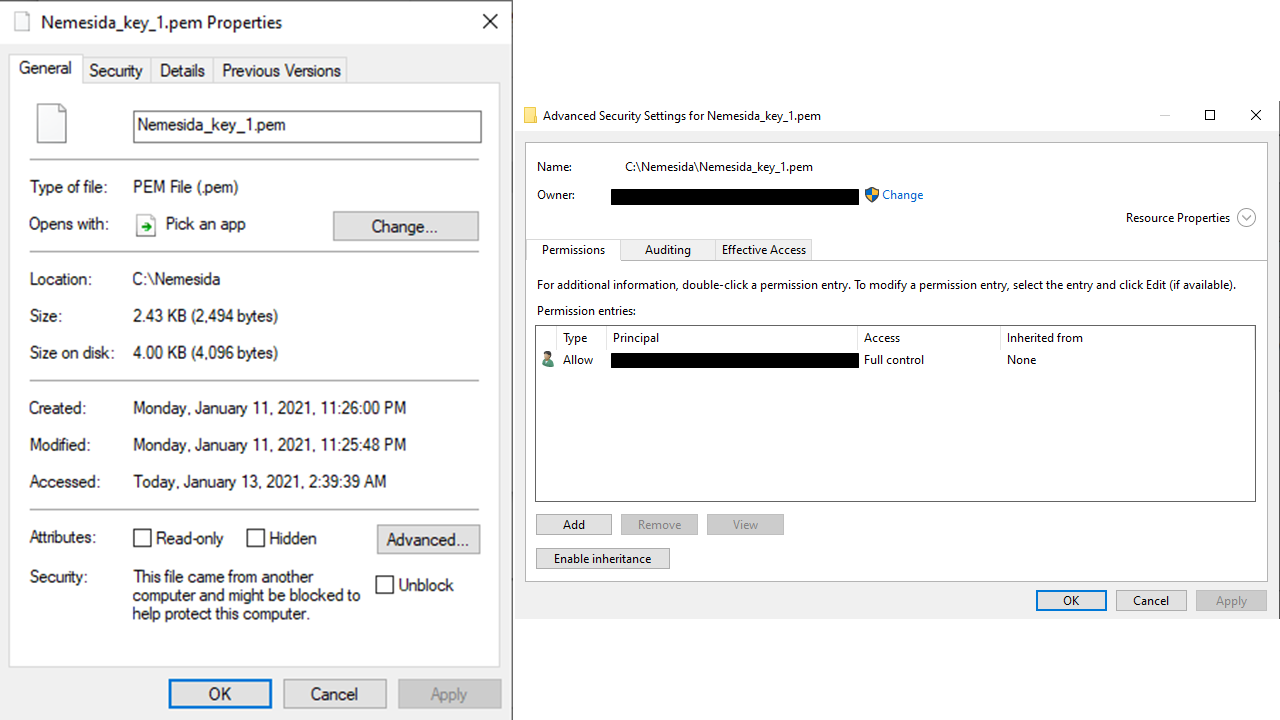 Nemesida_key_1.pem Properties
General Security Details Previous Versions
Nemesida_key_1.pem
Type of file: PEM File (.pem)
Opens with: Pick an app Change...
Location: C:\Nemesida
Size: 2.43 KB (2,494 bytes)
Size on disk: 4.00 KB (4,096 bytes)
Created: Monday, January 11, 2021, 11:26:00 PM
Modified: Monday, January 11, 2021, 11:25:48 PM
Accessed: Today, January 13, 2021, 2:39:39 AM
Attributes: Read-only Hidden Advanced...
Security: This file came from another
computer and might be blocked to
help protect this computer.
Unblock
OK Cancel Apply
Advanced Security Settings for Nemesida_key_1.pem
Name: C:\Nemesida\Nemesida_key_1.pem
Owner: Change
Resource Properties
Permissions Auditing Effective Access
For additional information, double-click a permission entry. To modify a permission entry, select the entry and click Edit (if available).
Permission entries:
Type Principal Access Inherited from
Allow Full control None
Add Remove View
Enable inheritance
OK Cancel Apply